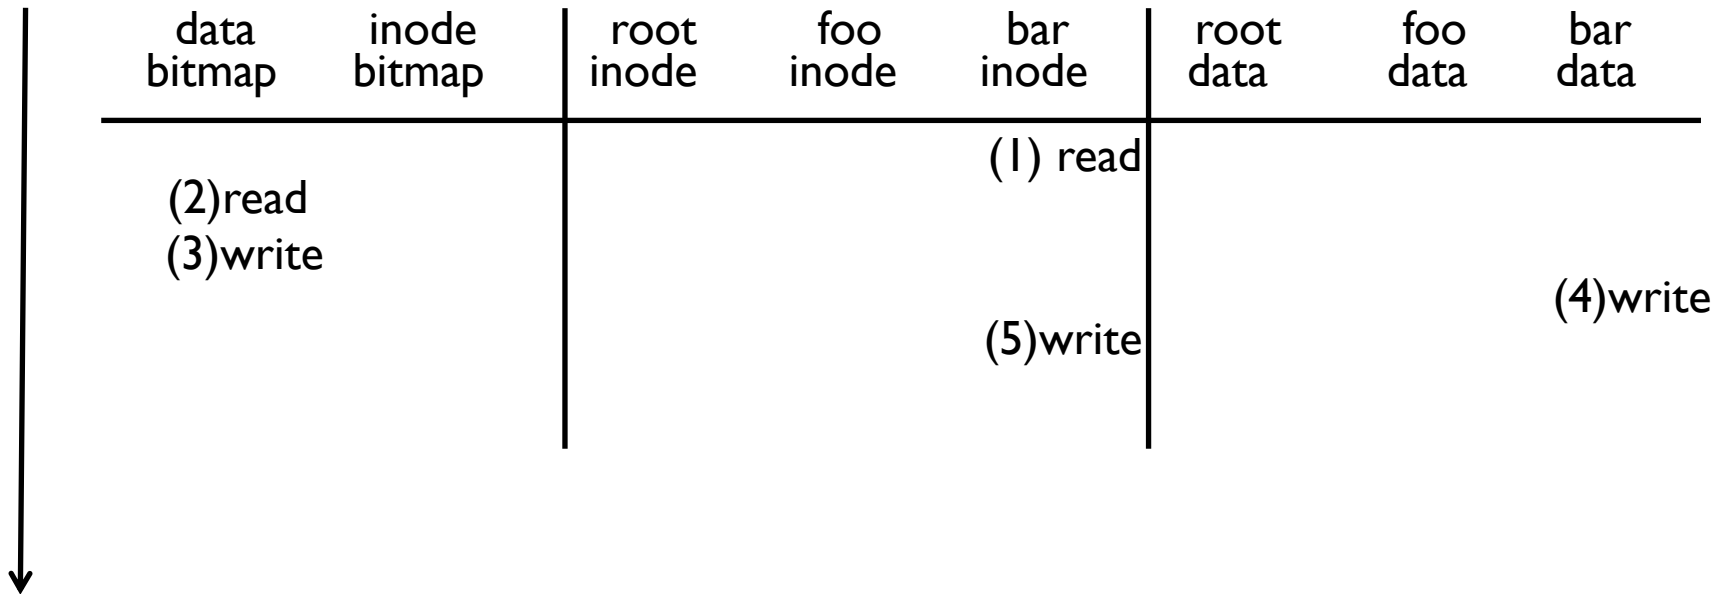 data inode root foo bar root foo bar
bitmap bitmap inode inode inode data data data
(1) read
(2)read
(3)write
(4)write
(5)write